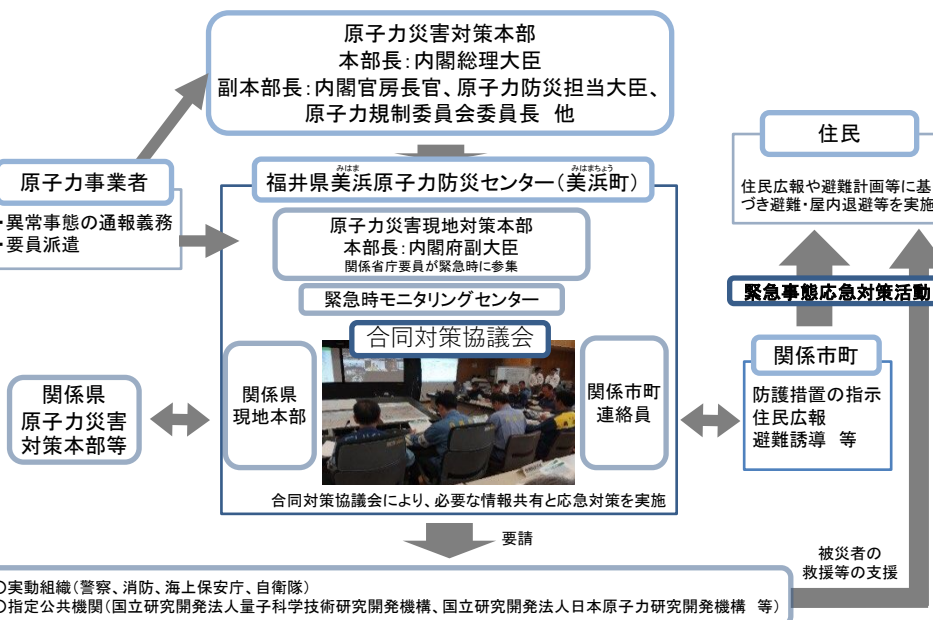 原子力災害対策本部
本部長：内閣総理大臣
副本部長：内閣官房長官、原子力防災担当大臣、
原子力規制委員会委員長　他
原子力事業者
・異常事態の通報義務
・要員派遣
みはま　みはまちょう
福井県美浜原子力防災センター（美浜町）
原子力災害現地対策本部
本部長：内閣府副大臣
関係省庁要員が緊急時に参集
緊急時モニタリングセンター
合同対策協議会
関係県
現地本部
関係市町
連絡員
合同対策協議会により、必要な情報共有と応急対策を実施
関係県
原子力災害
対策本部等
住民
住民広報や避難計画等に基
づき避難・屋内退避等を実施
緊急事態応急対策活動
関係市町
防護措置の指示
住民広報
避難誘導　等
要請
被災者の
救援等の支援
○実動組織（警察、消防、海上保安庁、自衛隊）
○指定公共機関（国立研究開発法人量子科学技術研究開発機構、国立研究開発法人日本原子力研究開発機構　等）